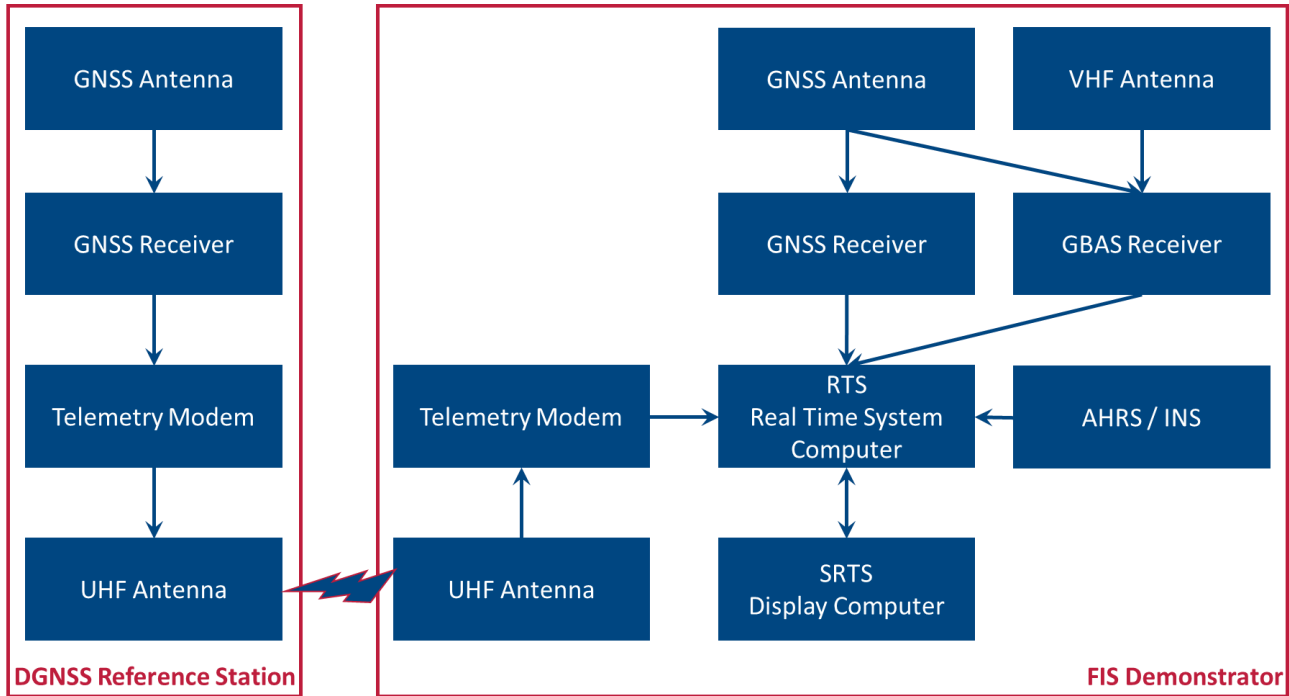 GNSS Antenna
GNSS Receiver
Telemetry Modem
UHF Antenna
DGNSS Reference Station
GNSS Antenna
VHF Antenna
GNSS Receiver
GBAS Receiver
Telemetry Modem
RTS
Real Time System
Computer
AHRS / INS
UHF Antenna
SRTS
Display Computer
FIS Demonstrator